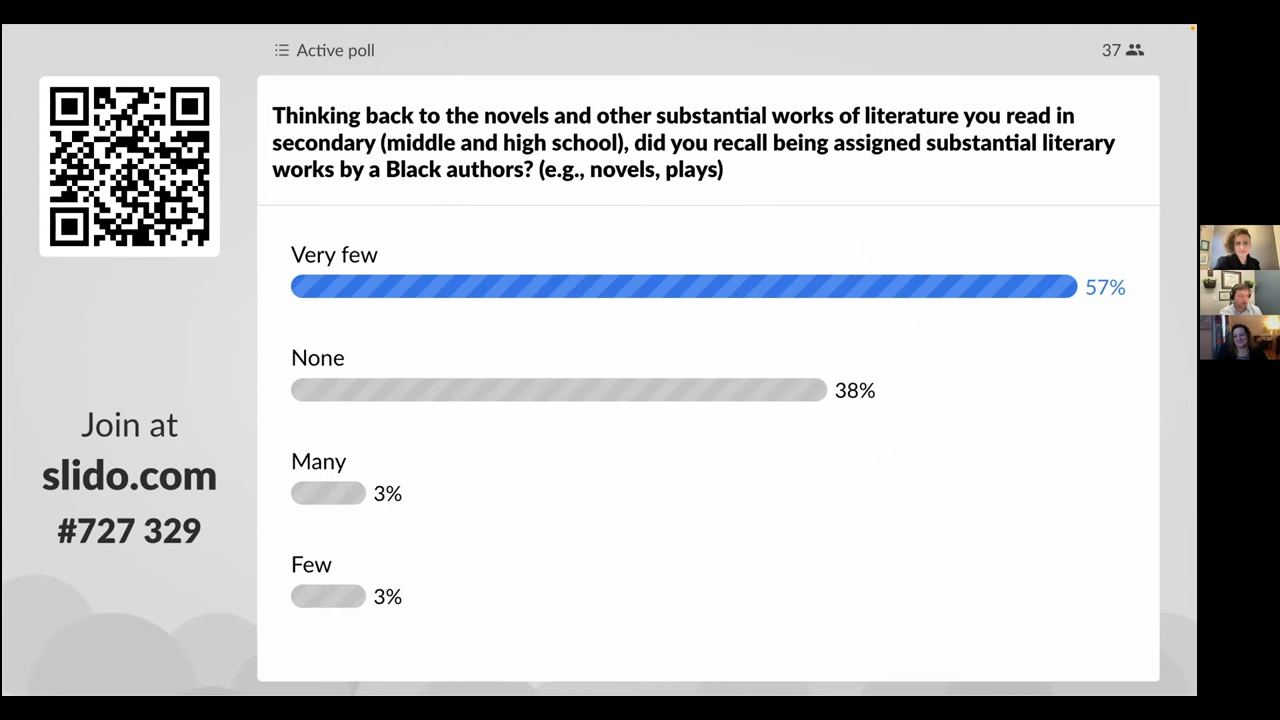 Active poll
37
Thinking back to the novels and other substantial works of literature you read in
secondary (middle and high school), did you recall being assigned substantial literary
works by a Black authors? (e.g., novels, plays)
Very few
57%
None
38%
Many
3%
Few
3%
Join at
slido.com
#727 329